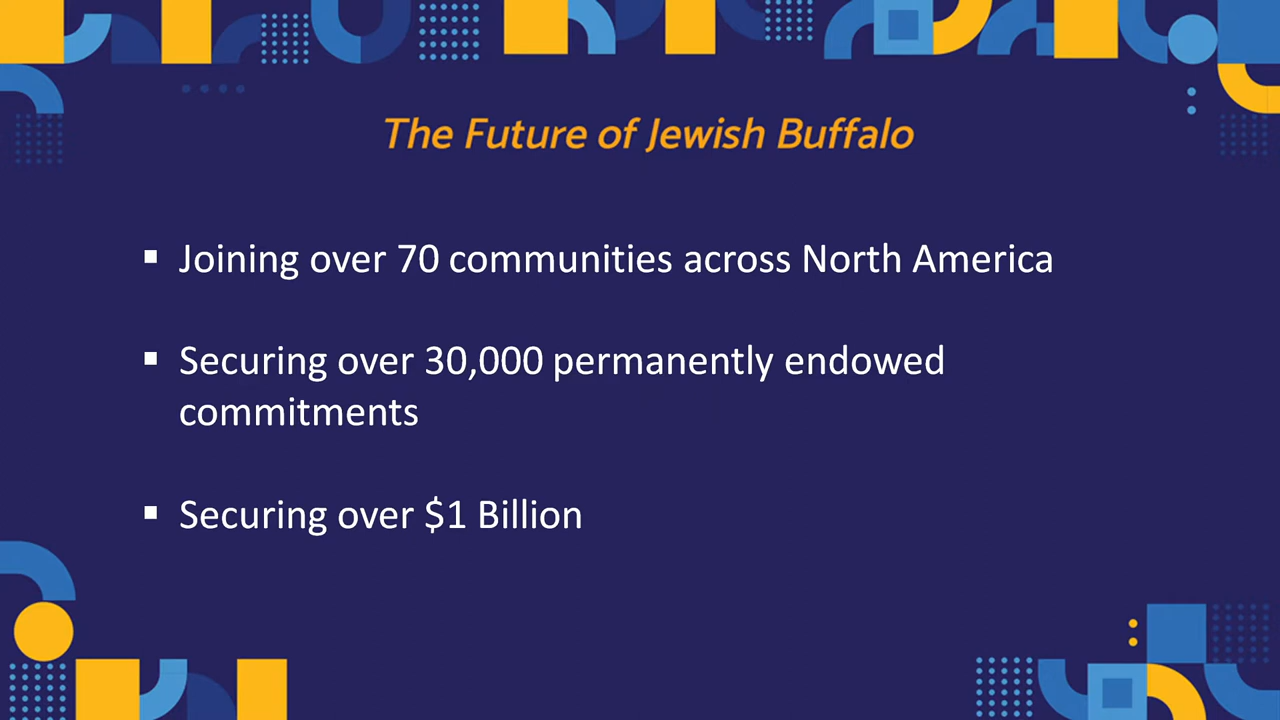 The Future of Jewish Buffalo
▪ Joining over 70 communities across North America
▪ Securing over 30,000 permanently endowed
commitments
▪ Securing over $1 Billion